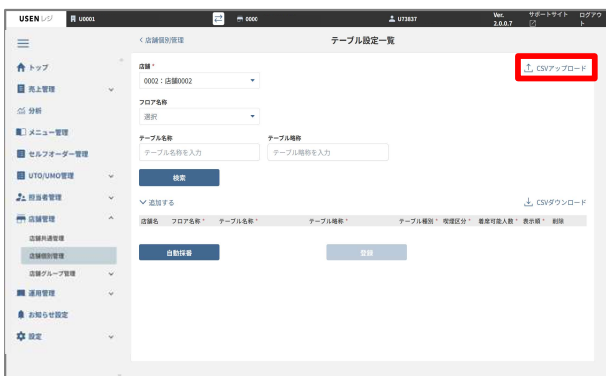 USEN レジ U0001 0000 U73837 Ver. 2.0.0.7 サポートサイト ログアウト
< 店舗個別管理
テーブル設定一覧
トップ
売上管理
分析
メニュー管理
セルフオーダー管理
UTO/UMO管理
担当者管理
店舗管理
店舗共通管理
店舗個別管理
店舗グループ管理
運用管理
お知らせ設定
設定
店舗 *
0002：店舗0002
CSVアップロード
フロア名称
選択
テーブル名称 テーブル略称
テーブル名称を入力 テーブル略称を入力
検索
追加する
CSVダウンロード
店舗名 フロア名称 * テーブル名称 * テーブル略称 * テーブル種別 * 喫煙区分 * 着席可能人数 * 表示順 * 削除
自動採番 登録